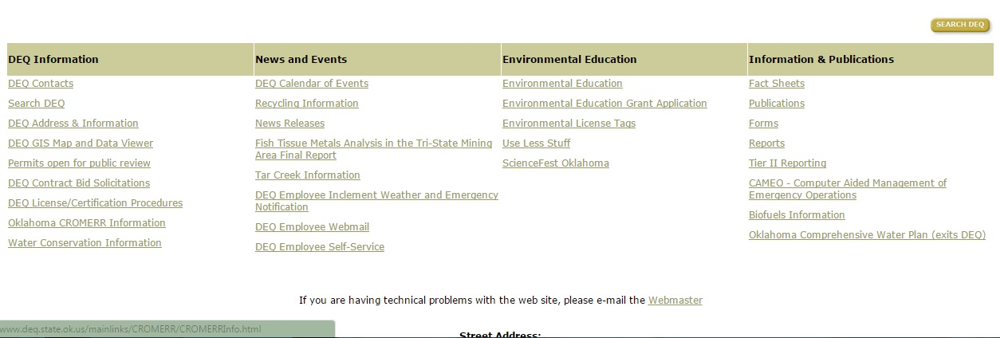 SEARCH DEQ
DEQ Information
DEQ Contacts
Search DEQ
DEQ Address & Information
DEQ GIS Map and Data Viewer
Permits open for public review
DEQ Contract Bid Solicitations
DEQ License/Certification Procedures
Oklahoma CROMERR Information
Water Conservation Information
News and Events
DEQ Calendar of Events
Recycling Information
News Releases
Fish Tissue Metals Analysis in the Tri-State Mining
Area Final Report
Tar Creek Information
DEQ Employee Inclement Weather and Emergency
Notification
DEQ Employee Webmail
DEQ Employee Self-Service
Environmental Education
Environmental Education
Environmental Education Grant Application
Environmental License Tags
Use Less Stuff
ScienceFest Oklahoma
Information & Publications
Fact Sheets
Publications
Forms
Reports
Tier II Reporting
CAMEO - Computer Aided Management of
Emergency Operations
Biofuels Information
Oklahoma Comprehensive Water Plan (exits DEQ)
If you are having technical problems with the web site, please e-mail the Webmaster
www.deq.state.ok.us/mainlinks/CROMERR/CROMERRInfo.html
Street Address: